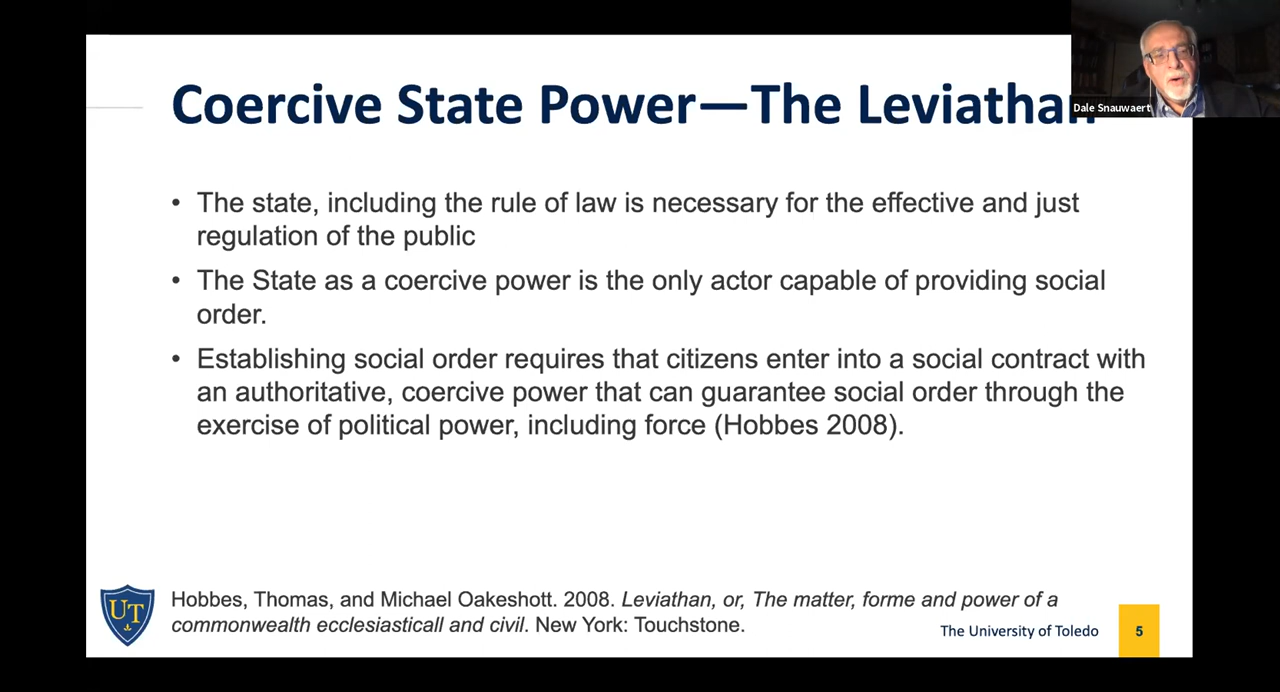 Coercive State Power—The Leviathan
Dale Snauwaert
• The state, including the rule of law is necessary for the effective and just
regulation of the public
• The State as a coercive power is the only actor capable of providing social
order.
• Establishing social order requires that citizens enter into a social contract with
an authoritative, coercive power that can guarantee social order through the
exercise of political power, including force (Hobbes 2008).
UT
Hobbes, Thomas, and Michael Oakeshott. 2008. Leviathan, or, The matter, forme and power of a
commonwealth ecclesiasticall and civil. New York: Touchstone.
The University of Toledo
5